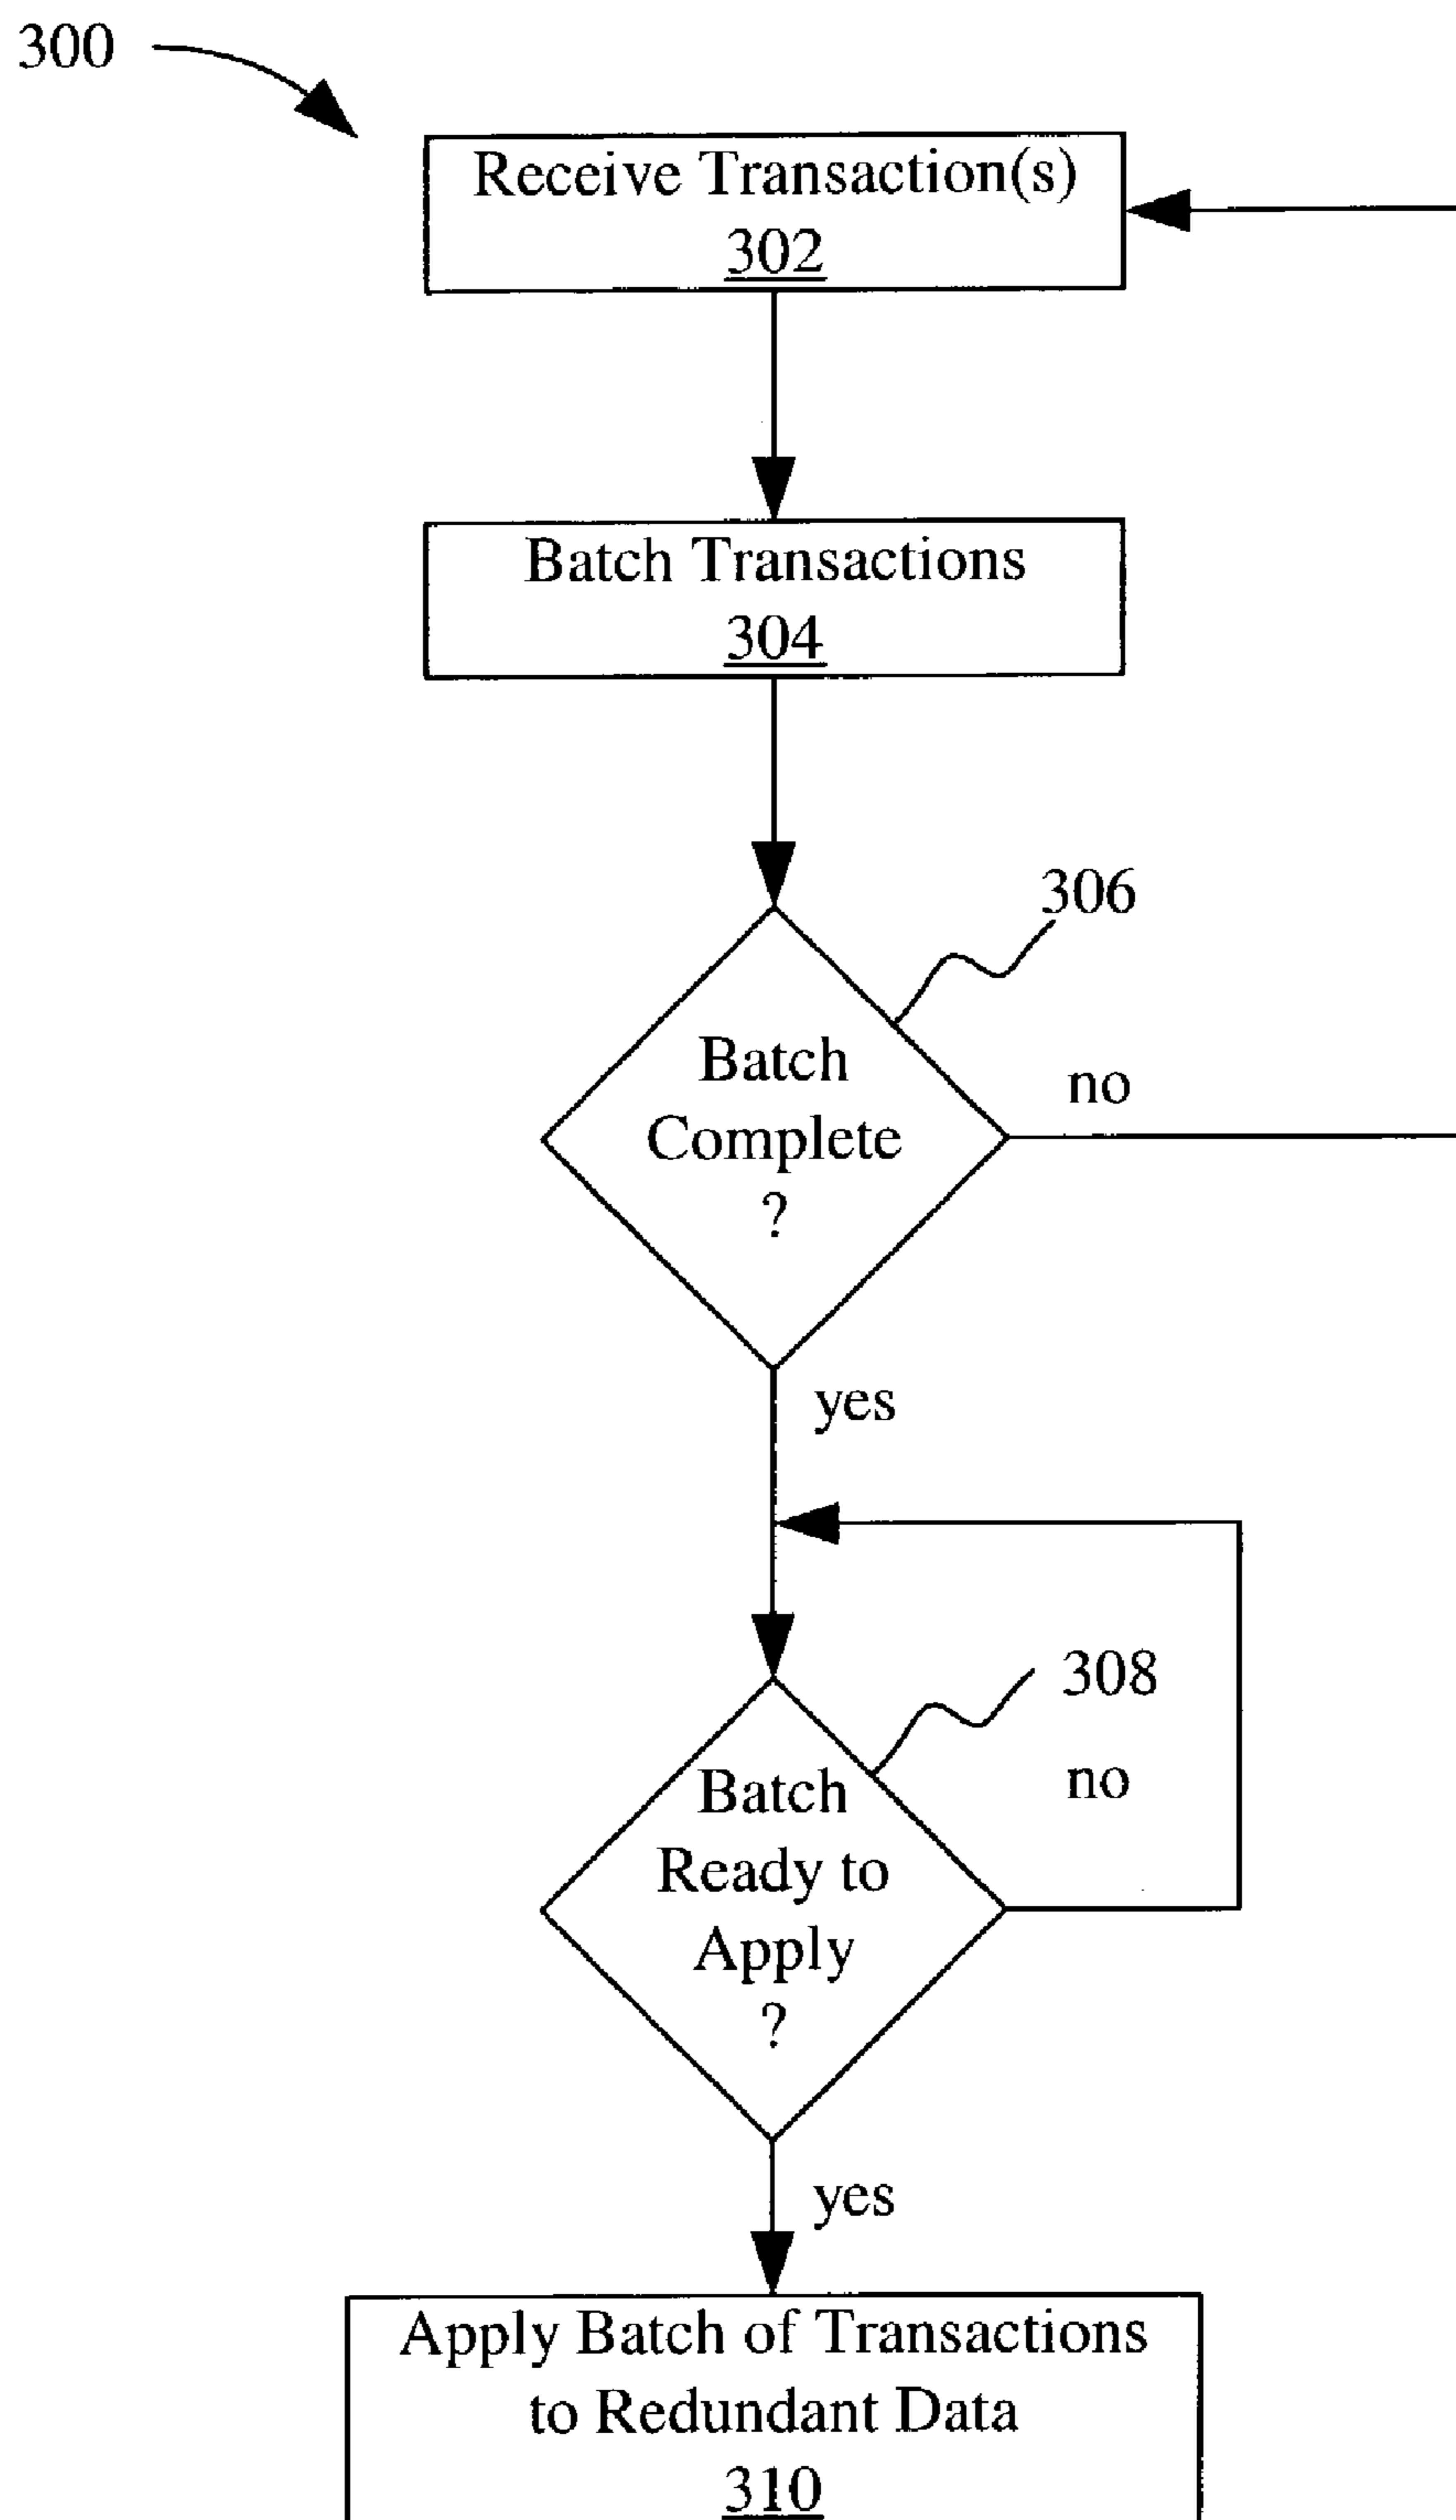 300
Receive Transaction(s)
302
Batch Transactions
304
306
Batch
Complete
?
no
yes
308
Batch
Ready to
Apply
?
no
yes
Apply Batch of Transactions
to Redundant Data
310